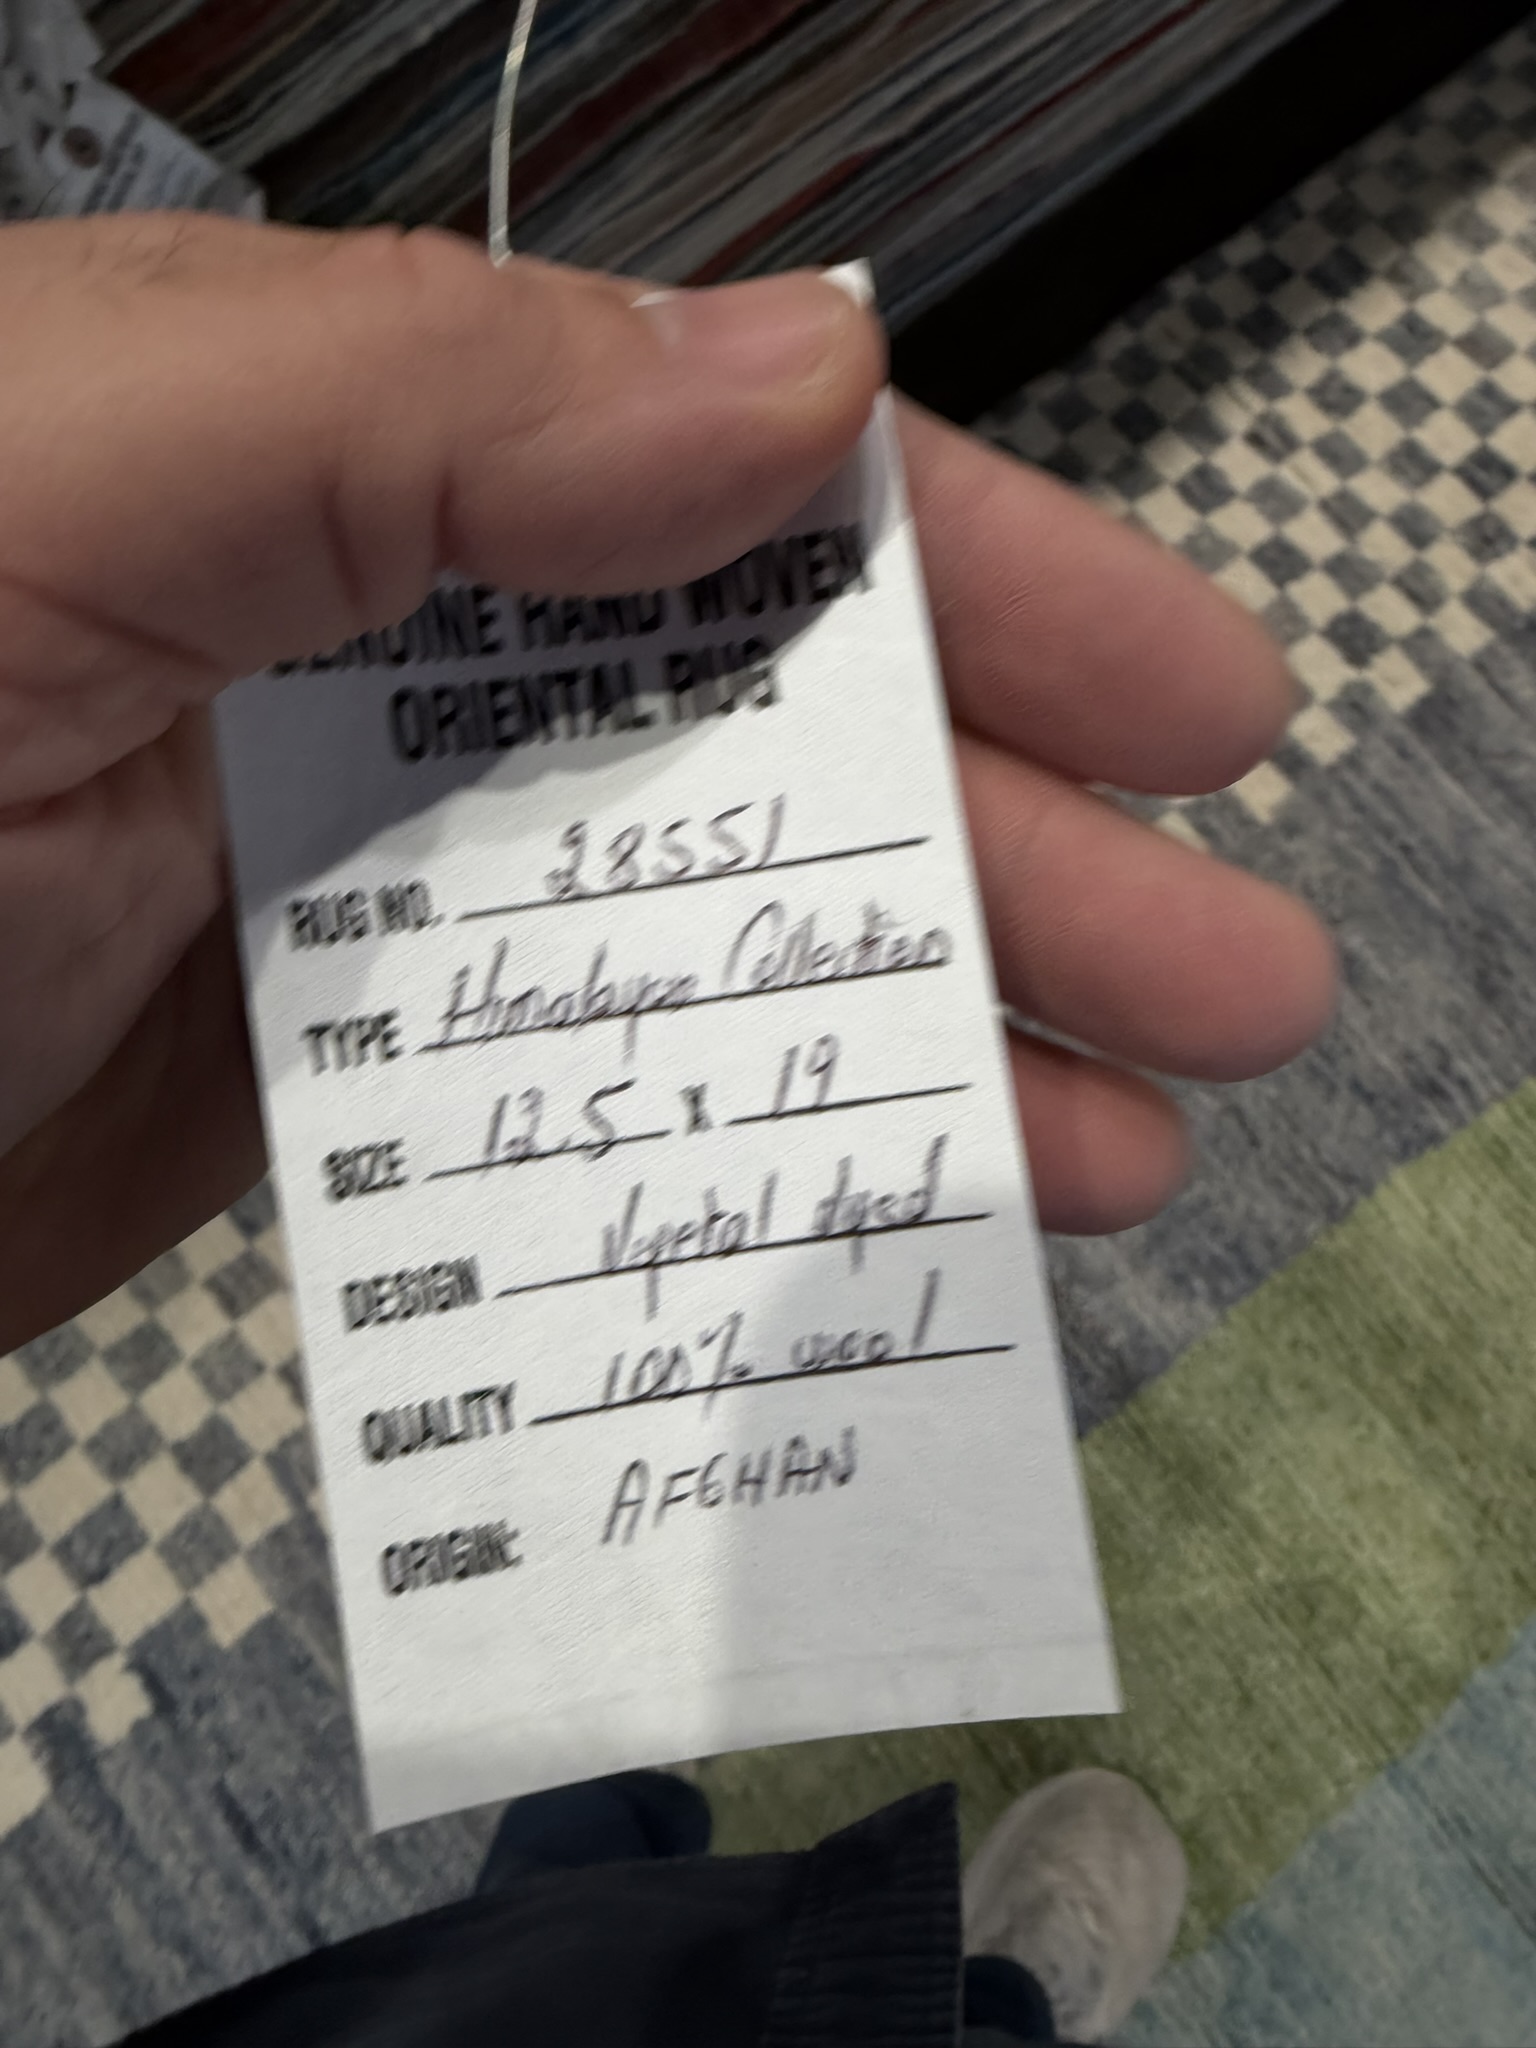 GENUINE HAND WOVEN
ORIENTAL RUG
RUG NO. 28551
TYPE Himalayan Collection
SIZE 12.5 X 19
DESIGN Vegetal dyed
QUALITY 100% wool
ORIGIN: AFGHAN